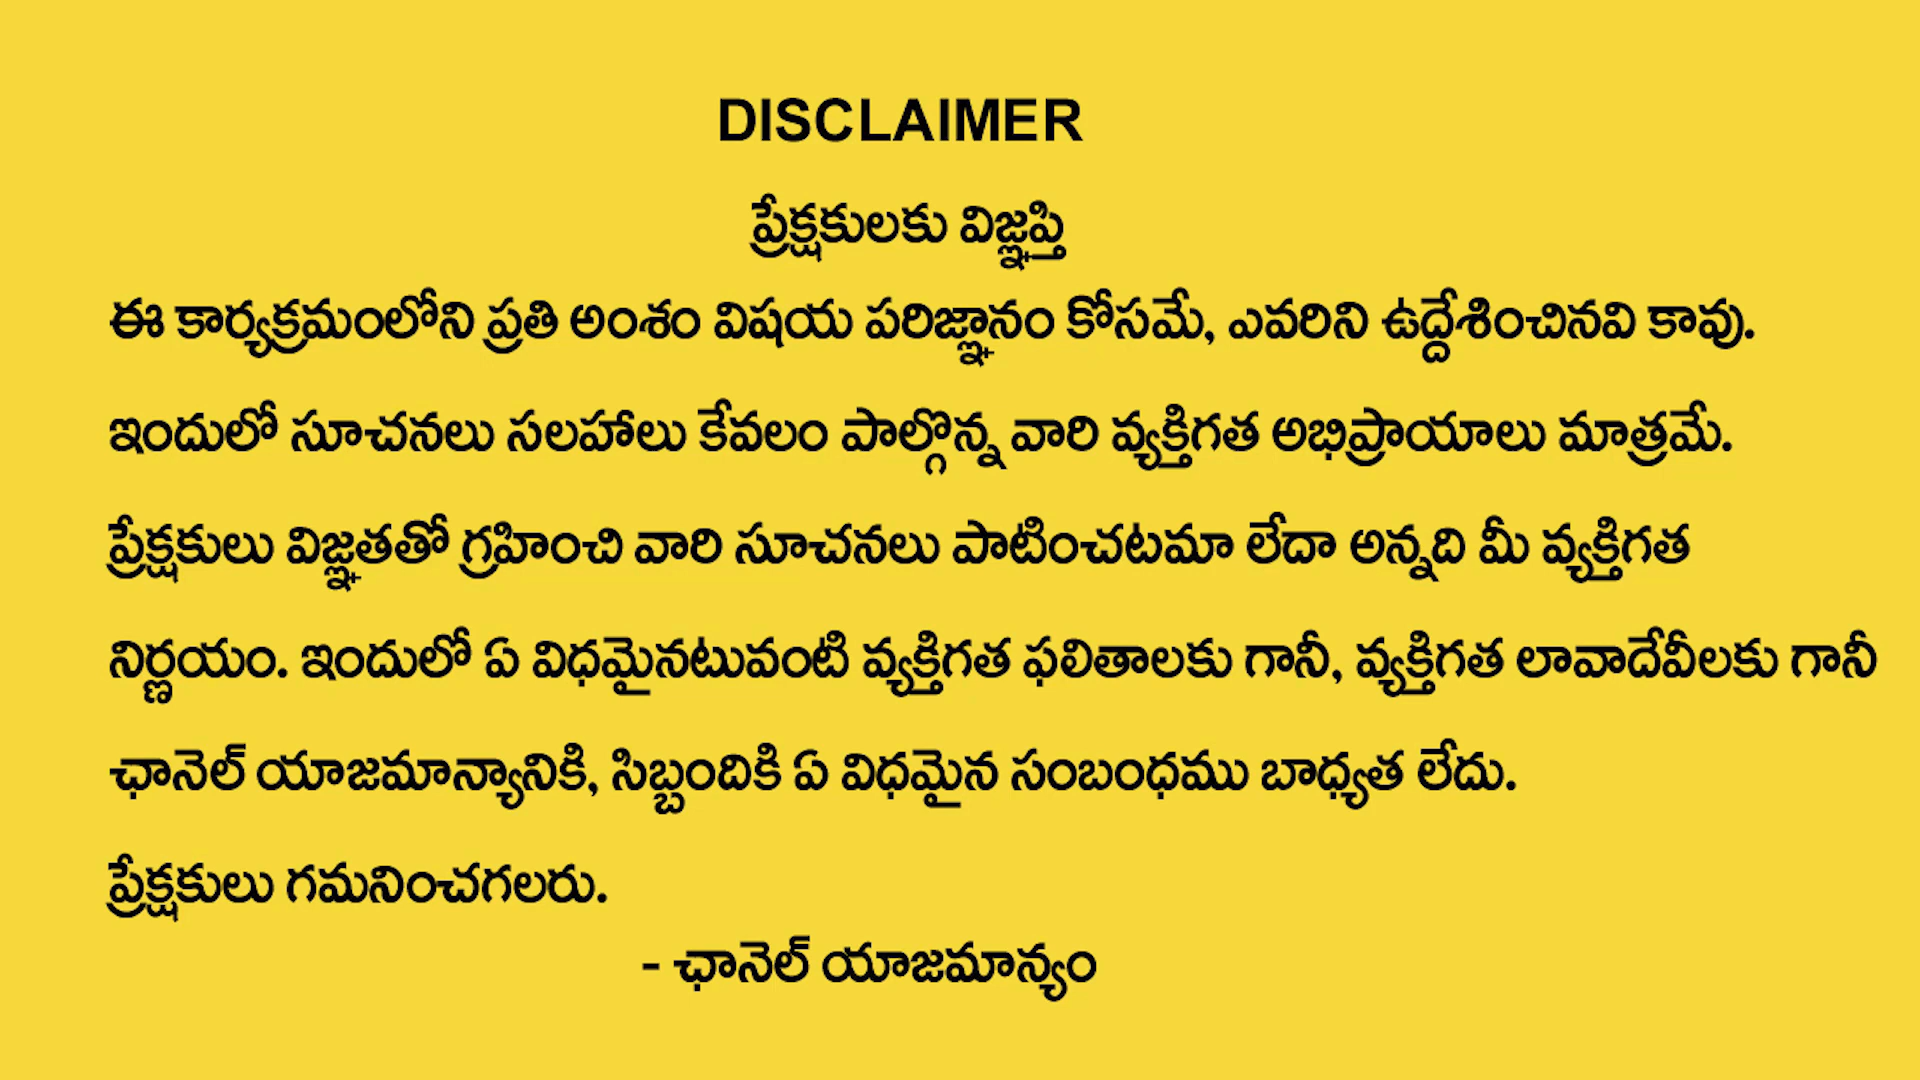 DISCLAIMER
ప్రేక్షకులకు విజ్ఞప్తి
ఈ కార్యక్రమంలోని ప్రతి అంశం విషయ పరిజ్ఞానం కోసమే, ఎవరిని ఉద్దేశించినవి కావు.
ఇందులో సూచనలు సలహాలు కేవలం పాల్గొన్న వారి వ్యక్తిగత అభిప్రాయాలు మాత్రమే.
ప్రేక్షకులు విజ్ఞతతో గ్రహించి వారి సూచనలు పాటించటమా లేదా అన్నది మీ వ్యక్తిగత
నిర్ణయం. ఇందులో ఏ విధమైనటువంటి వ్యక్తిగత ఫలితాలకు గానీ, వ్యక్తిగత లావాదేవీలకు గానీ
ఛానెల్ యాజమాన్యానికి, సిబ్బందికి ఏ విధమైన సంబంధము బాధ్యత లేదు.
ప్రేక్షకులు గమనించగలరు.
- ఛానెల్ యాజమాన్యం